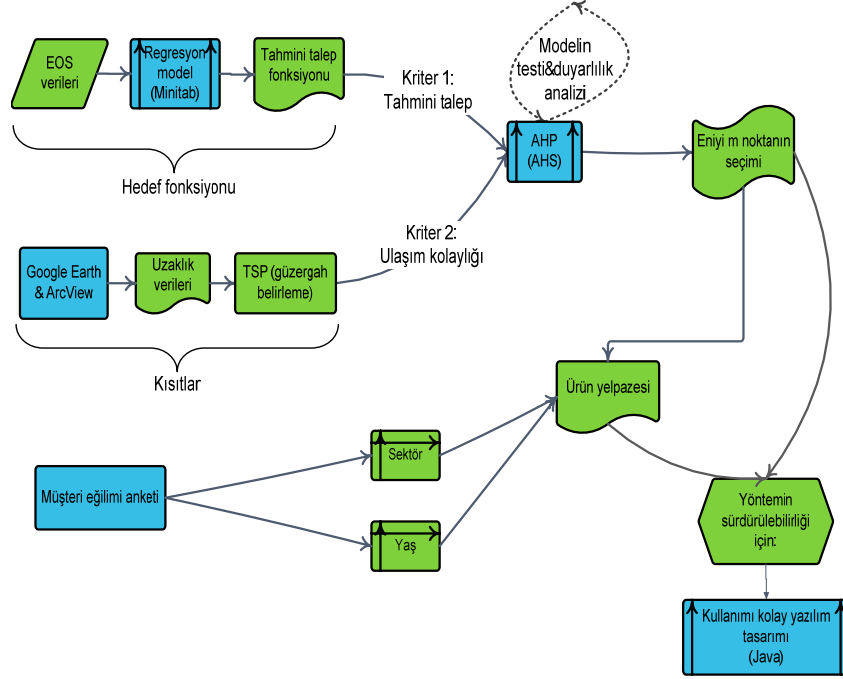 EOS
verileri
Regresyon
model
(Minitab)
Tahmini talep
fonksiyonu
Kriter 1:
Tahmini talep
Modelin
testi&duyarlılık
analizi
AHP
(AHS)
Eniyi m noktanın
seçimi
Hedef fonksiyonu
Kriter 2:
Ulaşım kolaylığı
Google Earth
& ArcView
Uzaklık
verileri
TSP (güzergah
belirleme)
Kısıtlar
Ürün yelpazesi
Müşteri eğilimi anketi
Sektör
Yaş
Yöntemin
sürdürülebilirliği
için:
Kullanımı kolay yazılım
tasarımı
(Java)